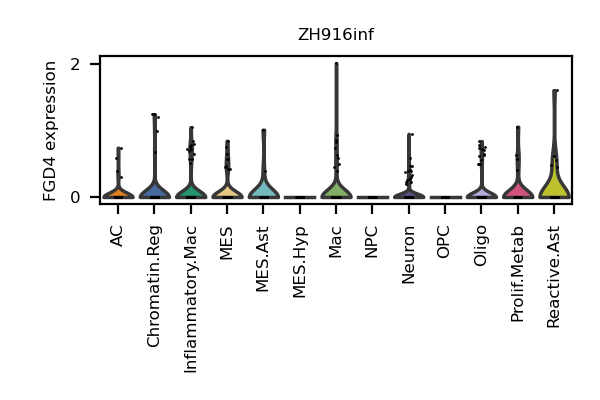 ZH916inf
FGD4 expression
2
0
AC
Chromatin.Reg
Inflammatory.Mac
MES
MES.Ast
MES.Hyp
Mac
NPC
Neuron
OPC
Oligo
Prolif.Metab
Reactive.Ast